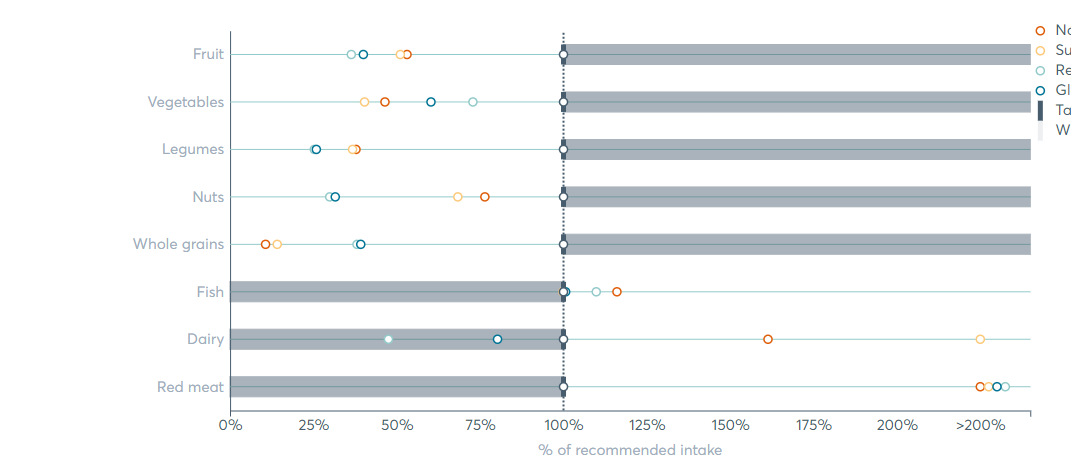 Fruit
Vegetables
Legumes
Nuts
Whole grains
Fish
Dairy
Red meat
0% 25% 50% 75% 100% 125% 150% 175% 200% >200%
% of recommended intake